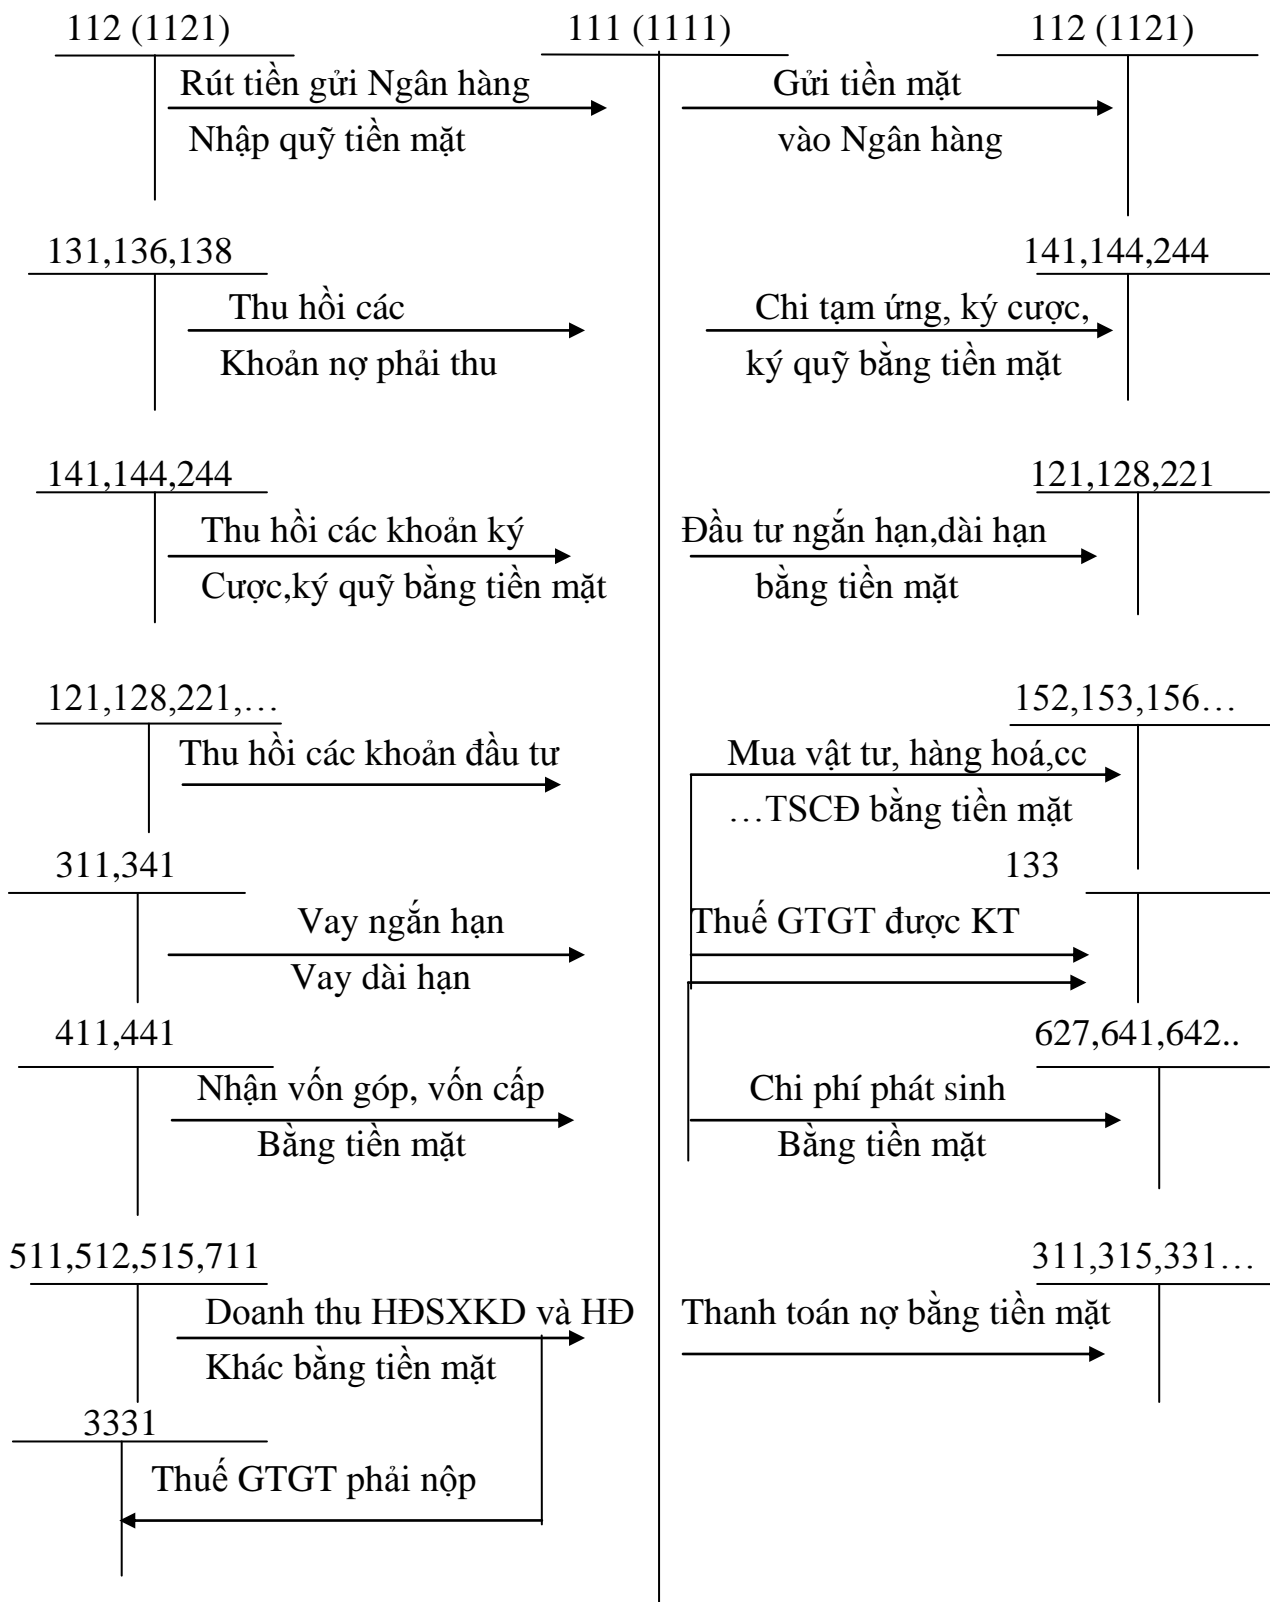 112 (1121)
111 (1111)
112 (1121)
Rút tiền gửi Ngân hàng
Nhập quỹ tiền mặt
Gửi tiền mặt
vào Ngân hàng
131,136,138
141,144,244
Thu hồi các
Khoản nợ phải thu
Chi tạm ứng, ký cược,
ký quỹ bằng tiền mặt
141,144,244
121,128,221
Thu hồi các khoản ký
Cược,ký quỹ bằng tiền mặt
Đầu tư ngắn hạn,dài hạn
bằng tiền mặt
121,128,221,…
152,153,156…
Thu hồi các khoản đầu tư
Mua vật tư, hàng hoá,cc
…TSCĐ bằng tiền mặt
311,341
133
Vay ngắn hạn
Vay dài hạn
Thuế GTGT được KT
411,441
627,641,642..
Nhận vốn góp, vốn cấp
Bằng tiền mặt
Chi phí phát sinh
Bằng tiền mặt
511,512,515,711
311,315,331…
Doanh thu HĐSXKD và HĐ
Khác bằng tiền mặt
Thanh toán nợ bằng tiền mặt
3331
Thuế GTGT phải nộp